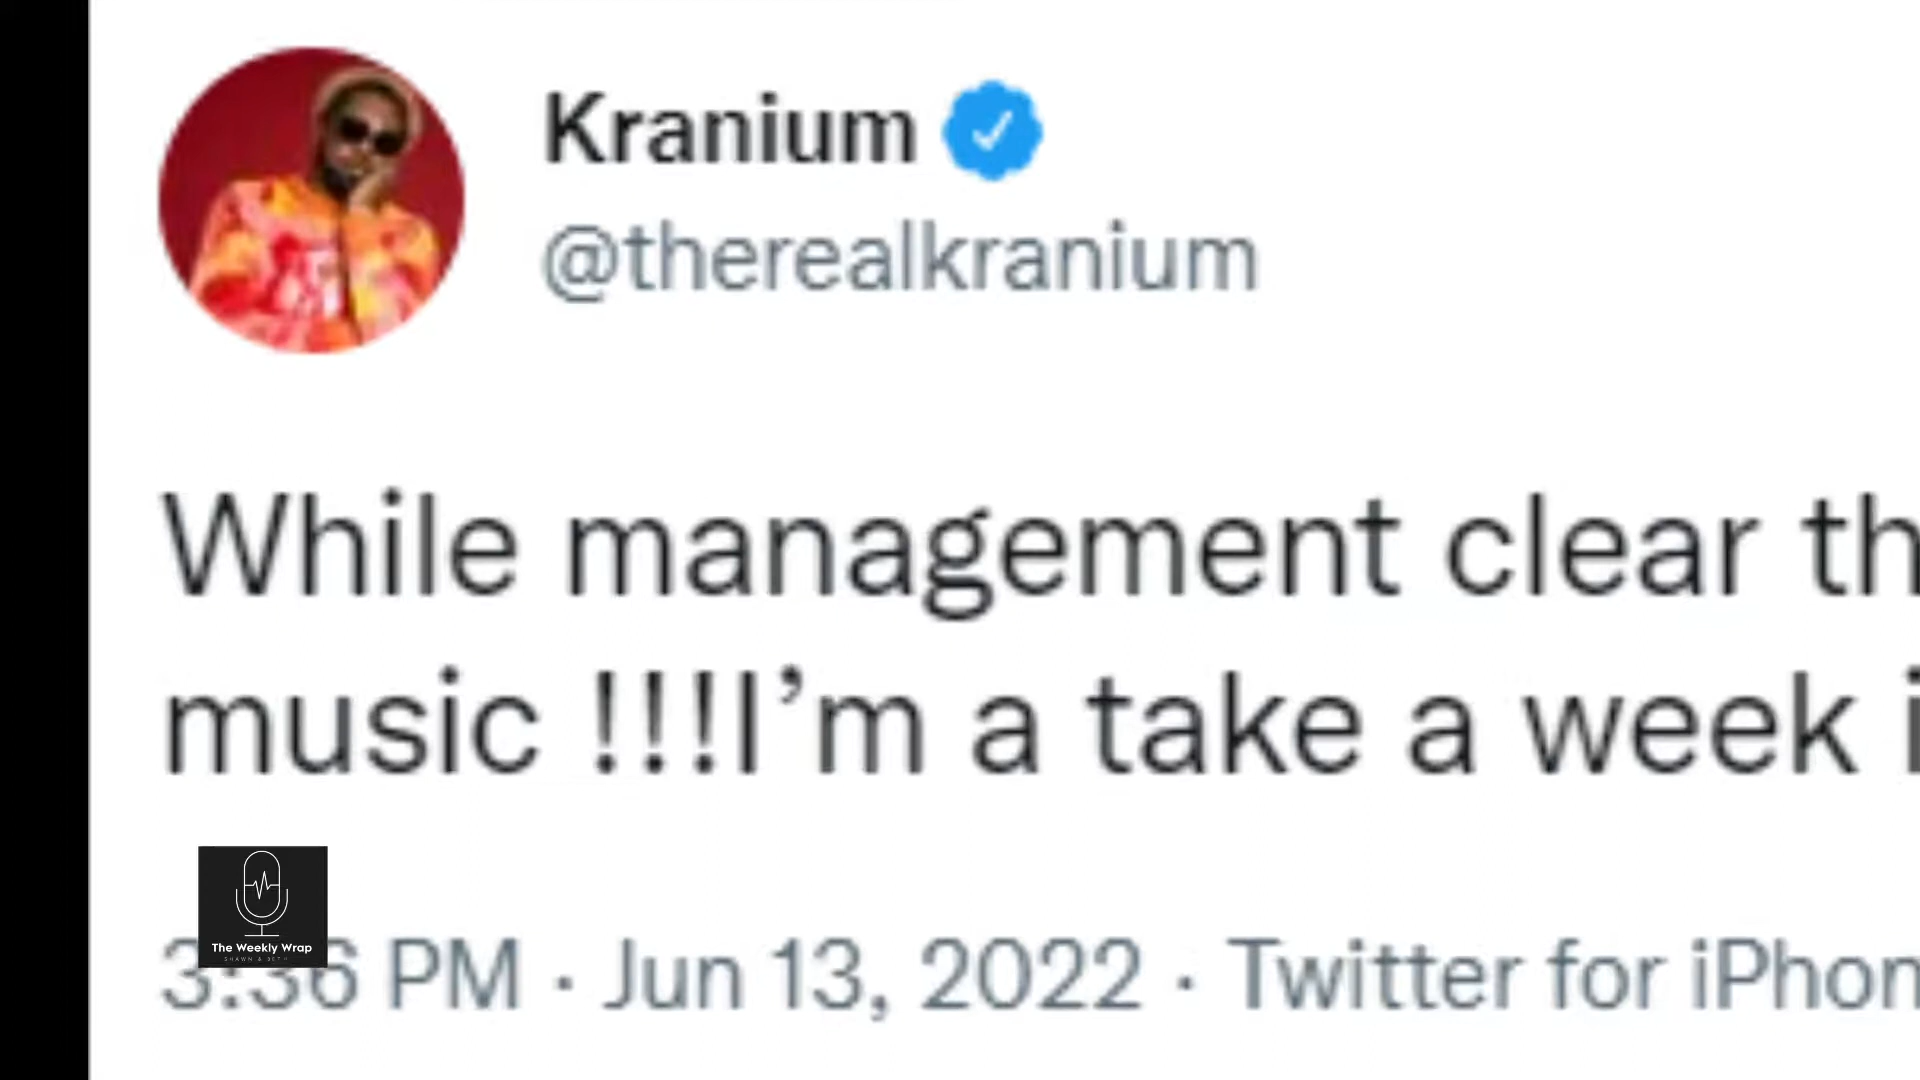 Kranium
@therealkranium
While management clear th
music !!!I’m a take a week i
The Weekly Wrap
3:36 PM · Jun 13, 2022 · Twitter for iPhon